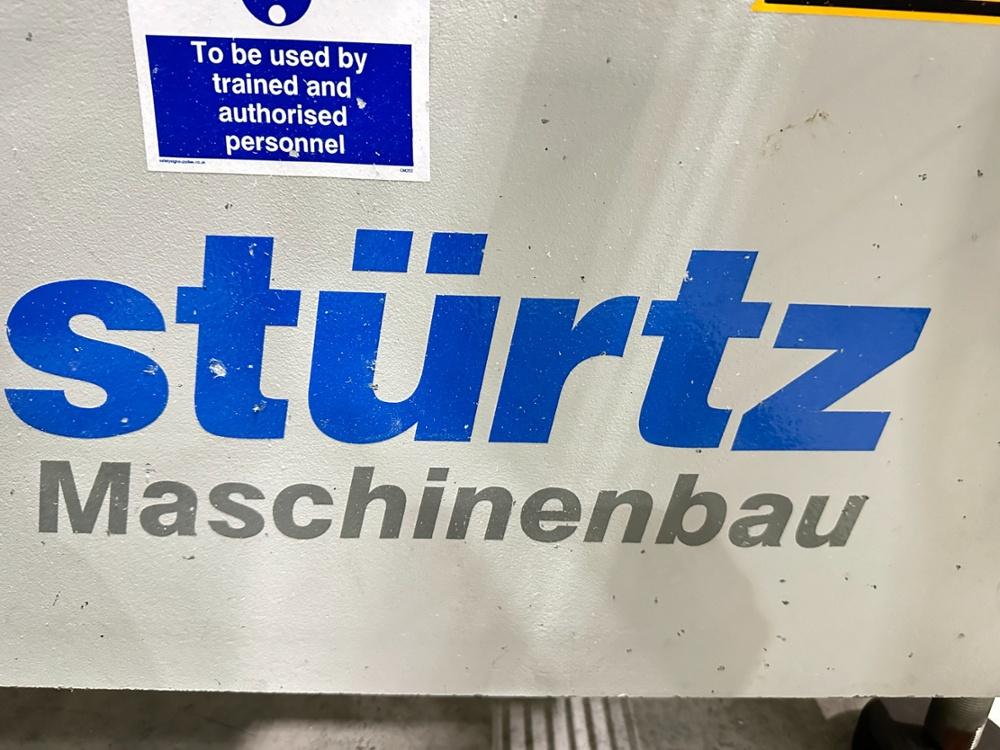 To be used by
trained and
authorised
personnel
stürtz
Maschinenbau